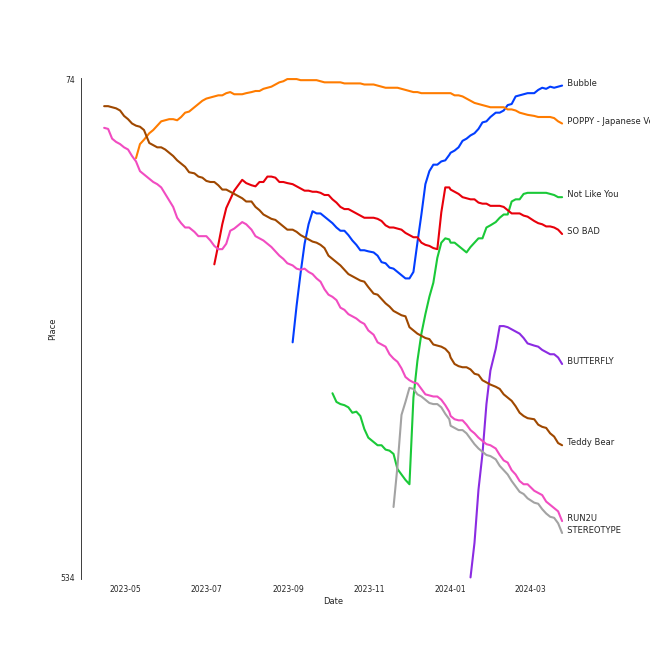 74
Bubble
POPPY - Japanese
Not Like You
SO BAD
Place
BUTTERFLY
Teddy Bear
RUN2U
STEREOTYPE
534
2023-05
2023-07
2023-09
2023-11
2024-01
2024-03
Date